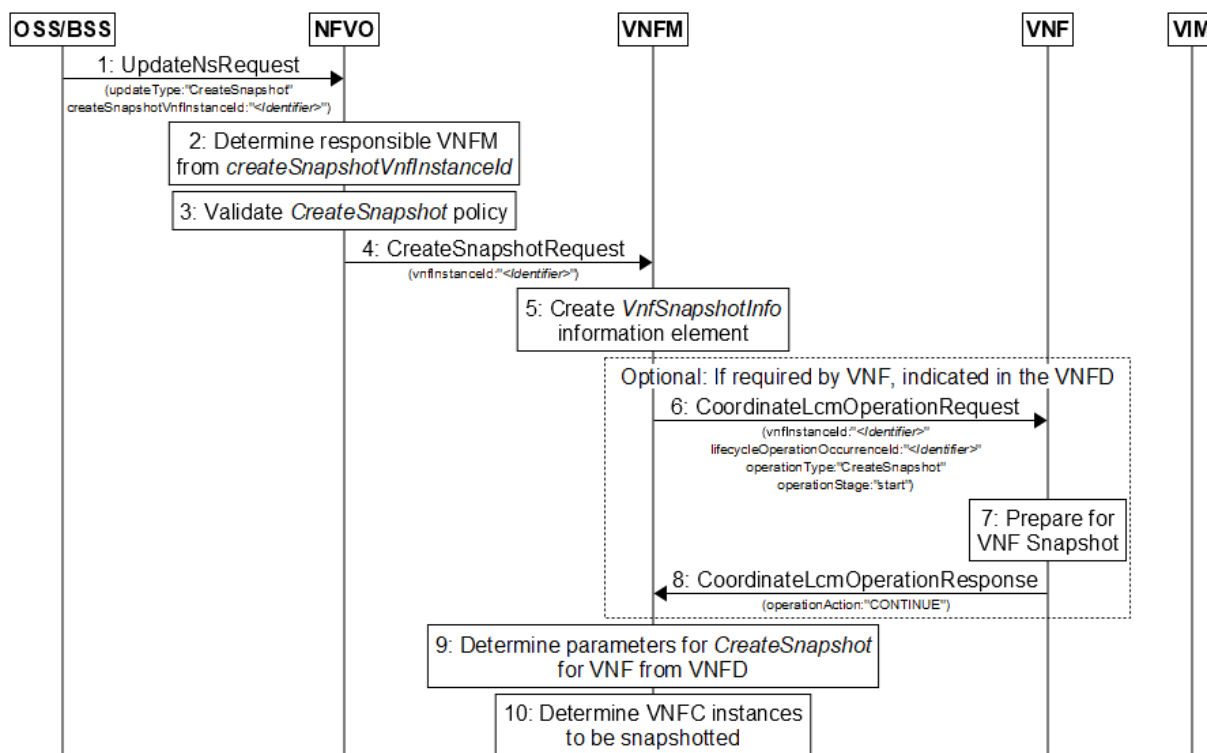 OSS/BSS NFVO VNFM VNF VIM
1: UpdateNsRequest
(updateType:"CreateSnapshot"
createSnapshotVnfInstanceId:"<Identifier>")
2: Determine responsible VNFM
from createSnapshotVnfInstanceId
3: Validate CreateSnapshot policy
4: CreateSnapshotRequest
(vnfInstanceId:"<Identifier>")
5: Create VnfSnapshotInfo
information element
Optional: If required by VNF, indicated in the VNFD
6: CoordinateLcmOperationRequest
(vnfInstanceId:"<Identifier>"
lifecycleOperationOccurrenceId:"<Identifier>"
operationType:"CreateSnapshot"
operationStage:"start")
7: Prepare for
VNF Snapshot
8: CoordinateLcmOperationResponse
(operationAction:"CONTINUE")
9: Determine parameters for CreateSnapshot
for VNF from VNFD
10: Determine VNFC instances
to be snapshotted